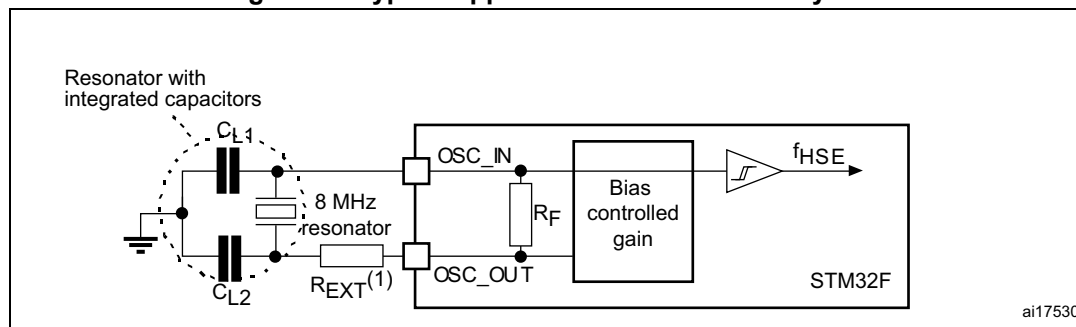 Resonator with
integrated capacitors
CL1
OSC_IN
fHSE
8 MHz
resonator
RF
Bias
controlled
gain
REXT(1)
OSC_OUT
CL2
STM32F
ai17530